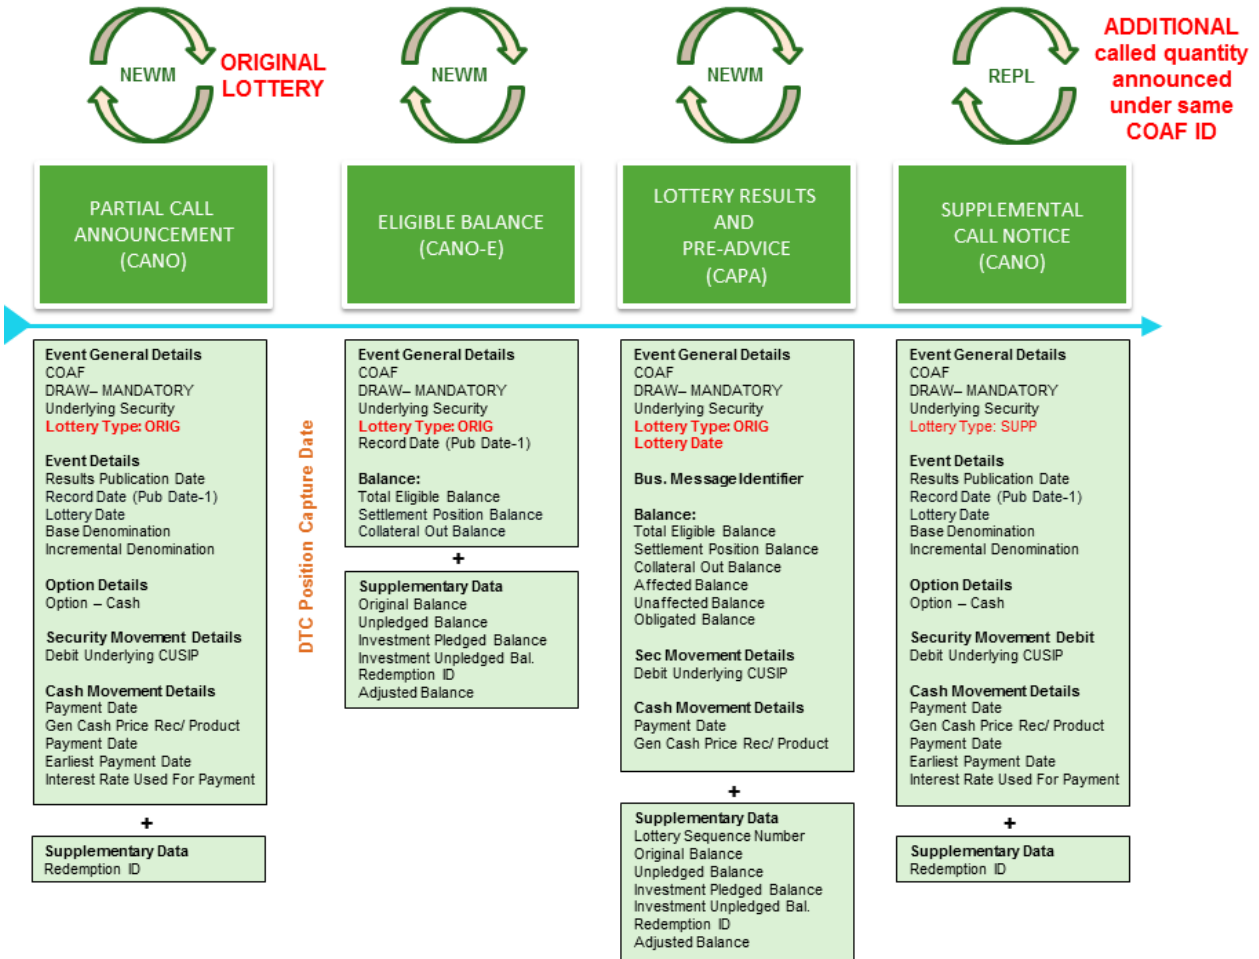 NEWM
ORIGINAL
LOTTERY
NEWM
NEWM
REPL
ADDITIONAL
called quantity
announced
under same
COAF ID
PARTIAL CALL
ANNOUNCEMENT
(CANO)
ELIGIBLE BALANCE
(CANO-E)
LOTTERY RESULTS
AND
PRE-ADVICE
(CAPA)
SUPPLEMENTAL
CALL NOTICE
(CANO)
Event General Details
COAF
DRAW– MANDATORY
Underlying Security
Lottery Type: ORIG
Event Details
Results Publication Date
Record Date (Pub Date-1)
Lottery Date
Base Denomination
Incremental Denomination
Option Details
Option – Cash
Security Movement Details
Debit Underlying CUSIP
Cash Movement Details
Payment Date
Gen Cash Price Rec/ Product
Payment Date
Earliest Payment Date
Interest Rate Used For Payment
+
Supplementary Data
Redemption ID
DTC Position Capture Date
Event General Details
COAF
DRAW– MANDATORY
Underlying Security
Lottery Type: ORIG
Record Date (Pub Date-1)
Balance:
Total Eligible Balance
Settlement Position Balance
Collateral Out Balance
+
Supplementary Data
Original Balance
Unpledged Balance
Investment Pledged Balance
Investment Unpledged Bal.
Redemption ID
Adjusted Balance
Event General Details
COAF
DRAW– MANDATORY
Underlying Security
Lottery Type: ORIG
Lottery Date
Bus. Message Identifier
Balance:
Total Eligible Balance
Settlement Position Balance
Collateral Out Balance
Affected Balance
Unaffected Balance
Obligated Balance
Sec Movement Details
Debit Underlying CUSIP
Cash Movement Details
Payment Date
Gen Cash Price Rec/ Product
+
Supplementary Data
Lottery Sequence Number
Original Balance
Unpledged Balance
Investment Pledged Balance
Investment Unpledged Bal.
Redemption ID
Adjusted Balance
Event General Details
COAF
DRAW– MANDATORY
Underlying Security
Lottery Type: SUPP
Event Details
Results Publication Date
Record Date (Pub Date-1)
Lottery Date
Base Denomination
Incremental Denomination
Option Details
Option – Cash
Security Movement Debit
Debit Underlying CUSIP
Cash Movement Details
Payment Date
Gen Cash Price Rec/ Product
Payment Date
Earliest Payment Date
Interest Rate Used For Payment
+
Supplementary Data
Redemption ID